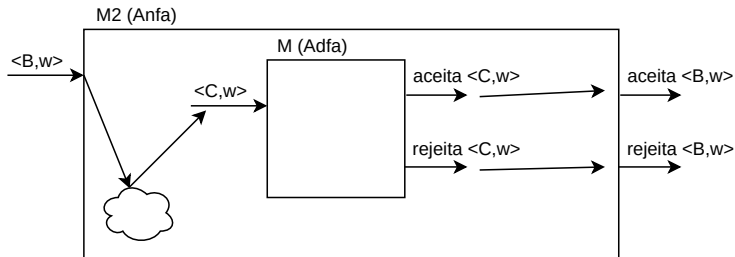 M2 (Anfa)
M (Adfa)
<B,w>
<C,w>
aceita <C,w>
aceita <B,w>
rejeita <C,w>
rejeita <B,w>